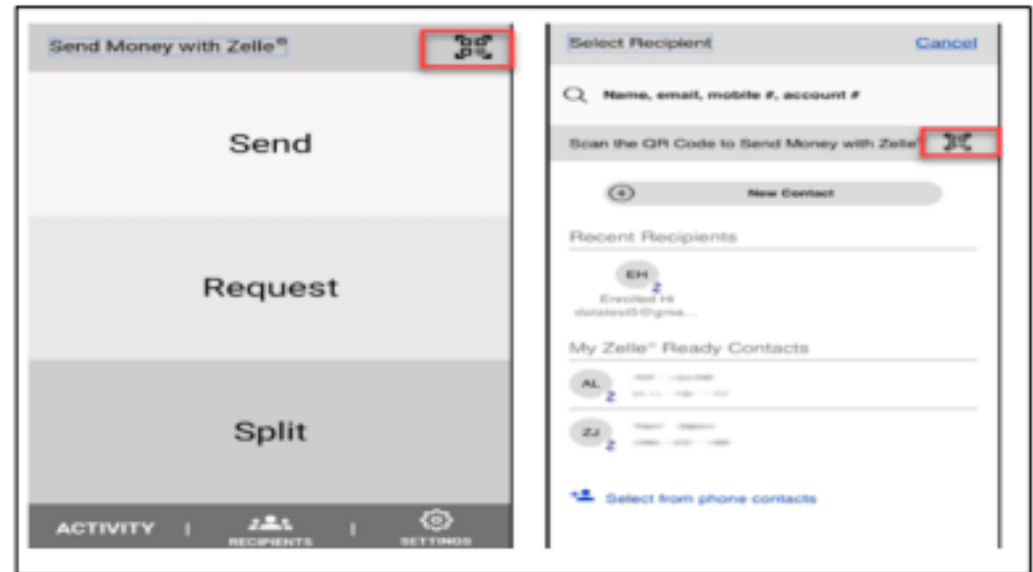 Send Money with Zelle®
Send
Request
Split
ACTIVITY
RECIPIENTS
SETTINGS
Select Recipient
Cancel
Name, email, mobile #, account #
Scan the QR Code to Send Money with Zelle®
New Contact
Recent Recipients
EH
Enrolled Hi
datatest5@gma...
My Zelle® Ready Contacts
AL
ZJ
Select from phone contacts